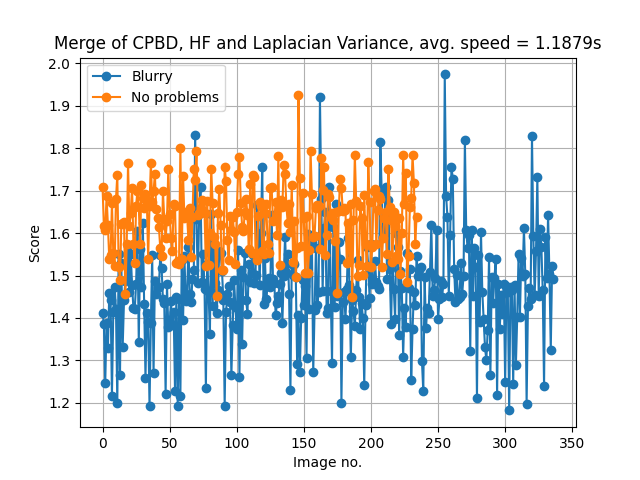 Merge of CPBD, HF and Laplacian Variance, avg. speed = 1.1879s
Blurry
No problems
Score
2.0
1.9
1.8
1.7
1.6
1.5
1.4
1.3
1.2
0 50 100 150 200 250 300 350
Image no.